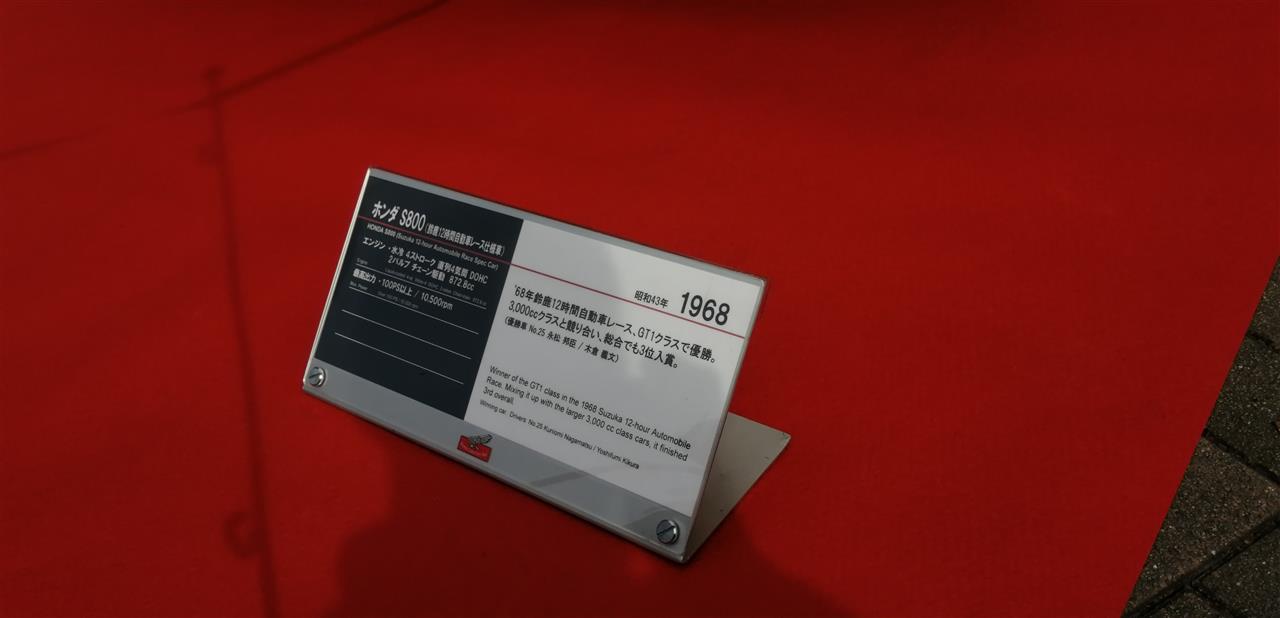 ホンダ S800 (鈴鹿12時間自動車レース仕様車)
HONDA S800 (Suzuka 12-hour Automobile Race Spec Car)
エンジン・水冷 4ストローク 直列4気筒 DOHC
Engine
2バルブ チェーン駆動 872.8cc
最高出力・100PS以上 / 10,500rpm
Max. Power
昭和43年 1968
'68年鈴鹿12時間自動車レース、GT1クラスで優勝。
3,000ccクラスと競り合い、総合でも3位入賞。
(優勝車 No.25 永松 邦臣 / 木倉 義文)
Winner of the GT1 class in the 1968 Suzuka 12-hour Automobile
Race. Mixing it up with the larger 3,000 cc class cars, it finished
3rd overall.
Winning car. Drivers: No.25 Kuniomi Nagamatsu / Yoshifumi Kikura